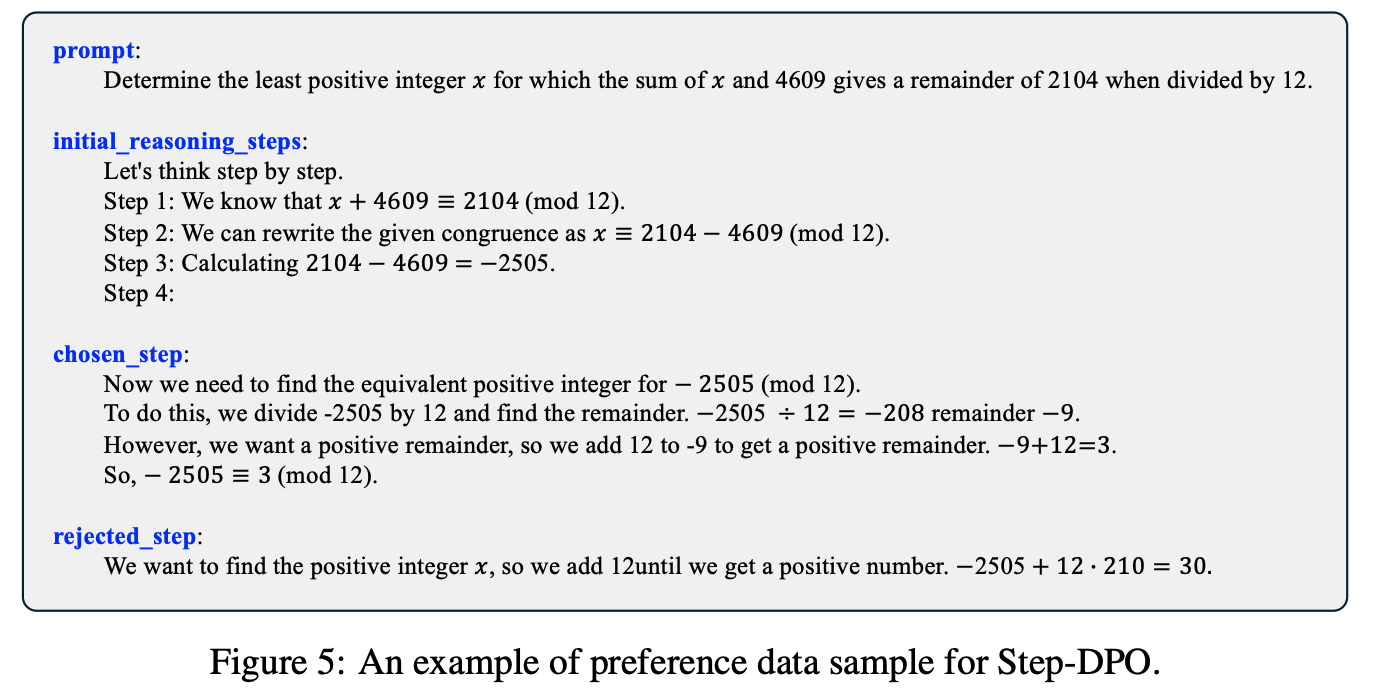 prompt:
Determine the least positive integer x for which the sum of x and 4609 gives a remainder of 2104 when divided by 12.
initial_reasoning_steps:
Let's think step by step.
Step 1: We know that x + 4609 ≡ 2104 (mod 12).
Step 2: We can rewrite the given congruence as x ≡ 2104 − 4609 (mod 12).
Step 3: Calculating 2104 − 4609 = −2505.
Step 4:
chosen_step:
Now we need to find the equivalent positive integer for − 2505 (mod 12).
To do this, we divide -2505 by 12 and find the remainder. −2505 ÷ 12 = −208 remainder −9.
However, we want a positive remainder, so we add 12 to -9 to get a positive remainder. −9+12=3.
So, − 2505 ≡ 3 (mod 12).
rejected_step:
We want to find the positive integer x, so we add 12until we get a positive number. −2505 + 12 · 210 = 30.
Figure 5: An example of preference data sample for Step-DPO.